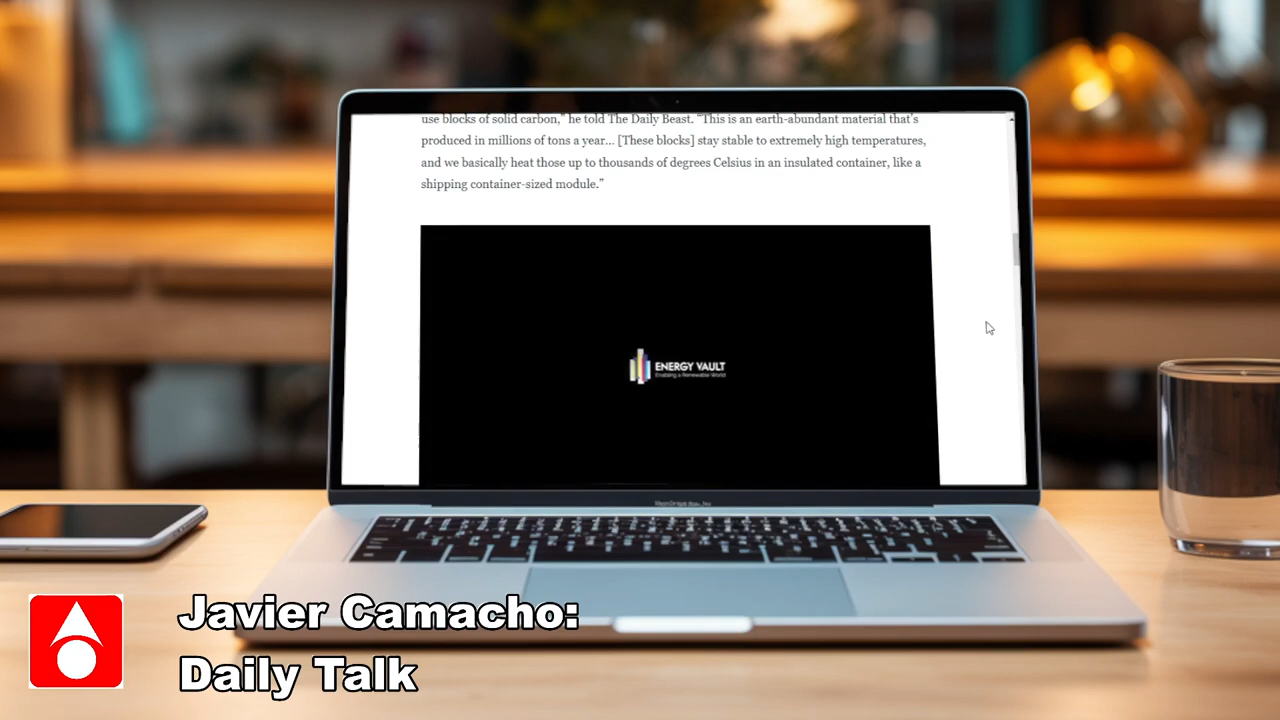 use blocks of solid carbon,” he told The Daily Beast. “This is an earth-abundant material that’s
produced in millions of tons a year… [These blocks] stay stable to extremely high temperatures,
and we basically heat those up to thousands of degrees Celsius in an insulated container, like a
shipping container-sized module.”
ENERGY VAULT
Enabling a Renewable World
Javier Camacho:
Daily Talk